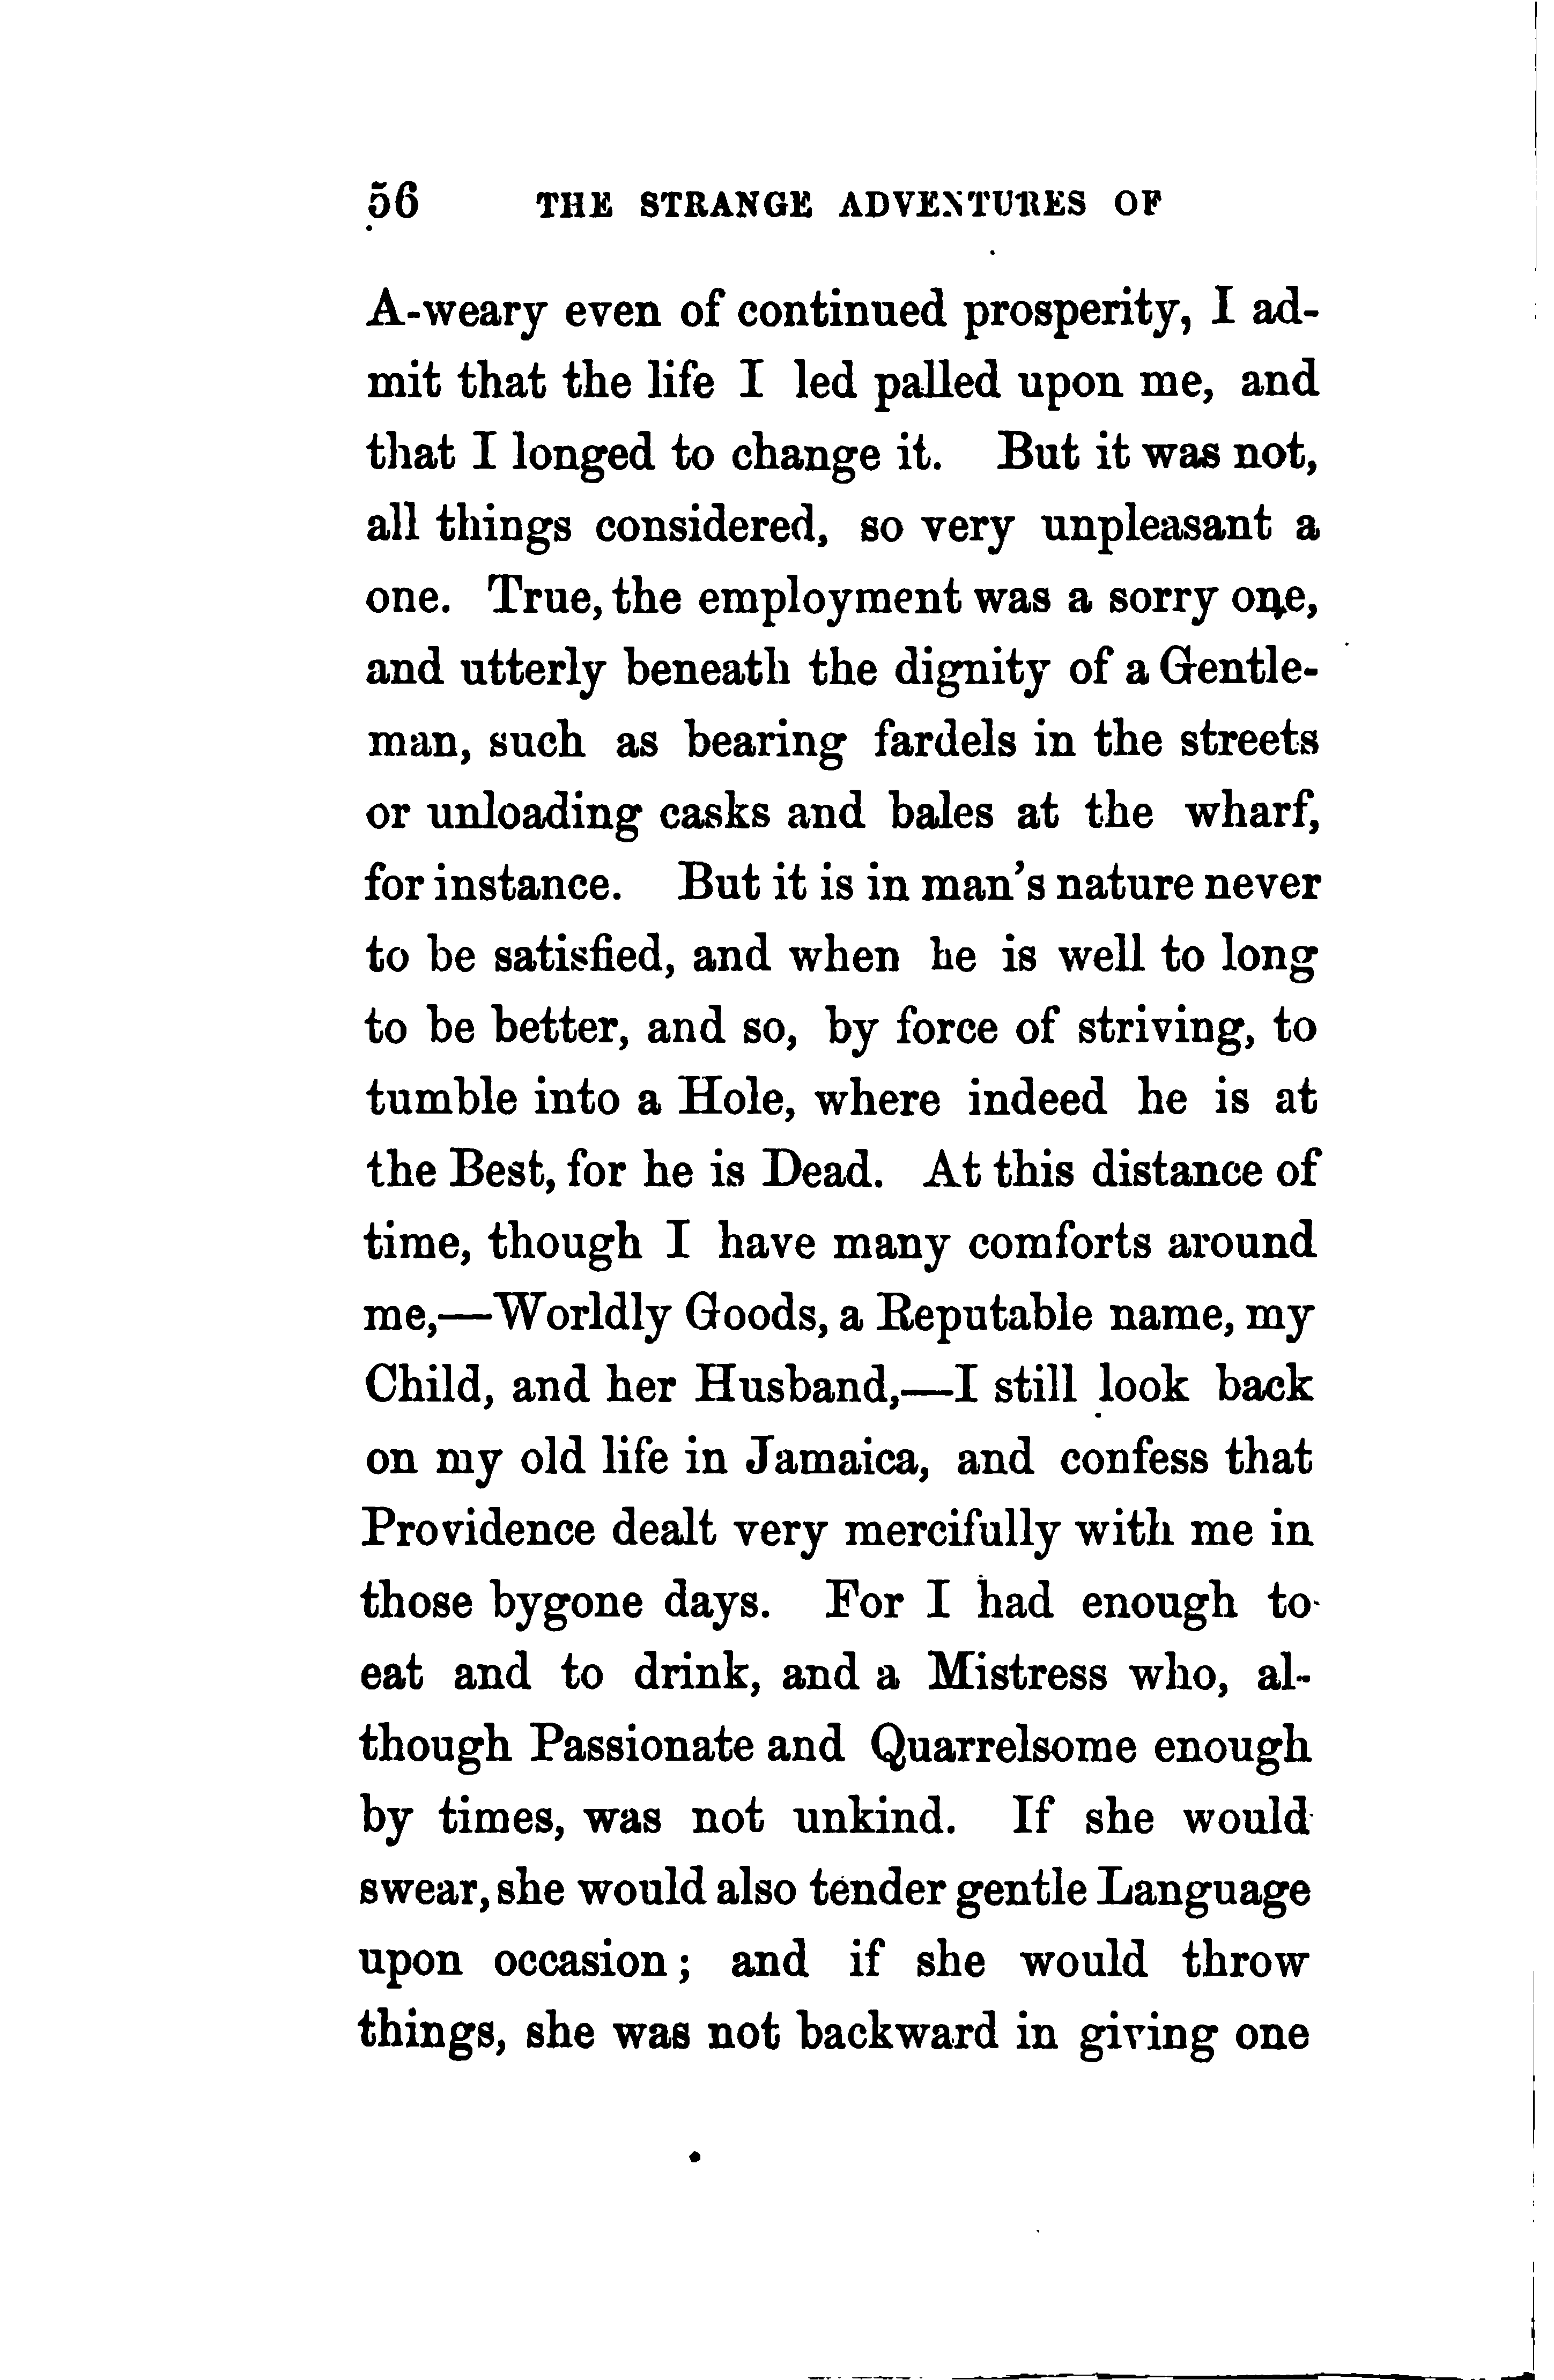 56 THE STRANGE ADVENTURES OF
A-weary even of continued prosperity, I ad-
mit that the life I led palled upon me, and
that I longed to change it. But it was not,
all things considered, so very unpleasant a
one. True, the employment was a sorry one,
and utterly beneath the dignity of a Gentle-
man, such as bearing fardels in the streets
or unloading casks and bales at the wharf,
for instance. But it is in man's nature never
to be satisfied, and when he is well to long
to be better, and so, by force of striving, to
tumble into a Hole, where indeed he is at
the Best, for he is Dead. At this distance of
time, though I have many comforts around
me,—Worldly Goods, a Reputable name, my
Child, and her Husband,—I still look back
on my old life in Jamaica, and confess that
Providence dealt very mercifully with me in
those bygone days. For I had enough to
eat and to drink, and a Mistress who, al-
though Passionate and Quarrelsome enough
by times, was not unkind. If she would
swear, she would also tender gentle Language
upon occasion; and if she would throw
things, she was not backward in giving one